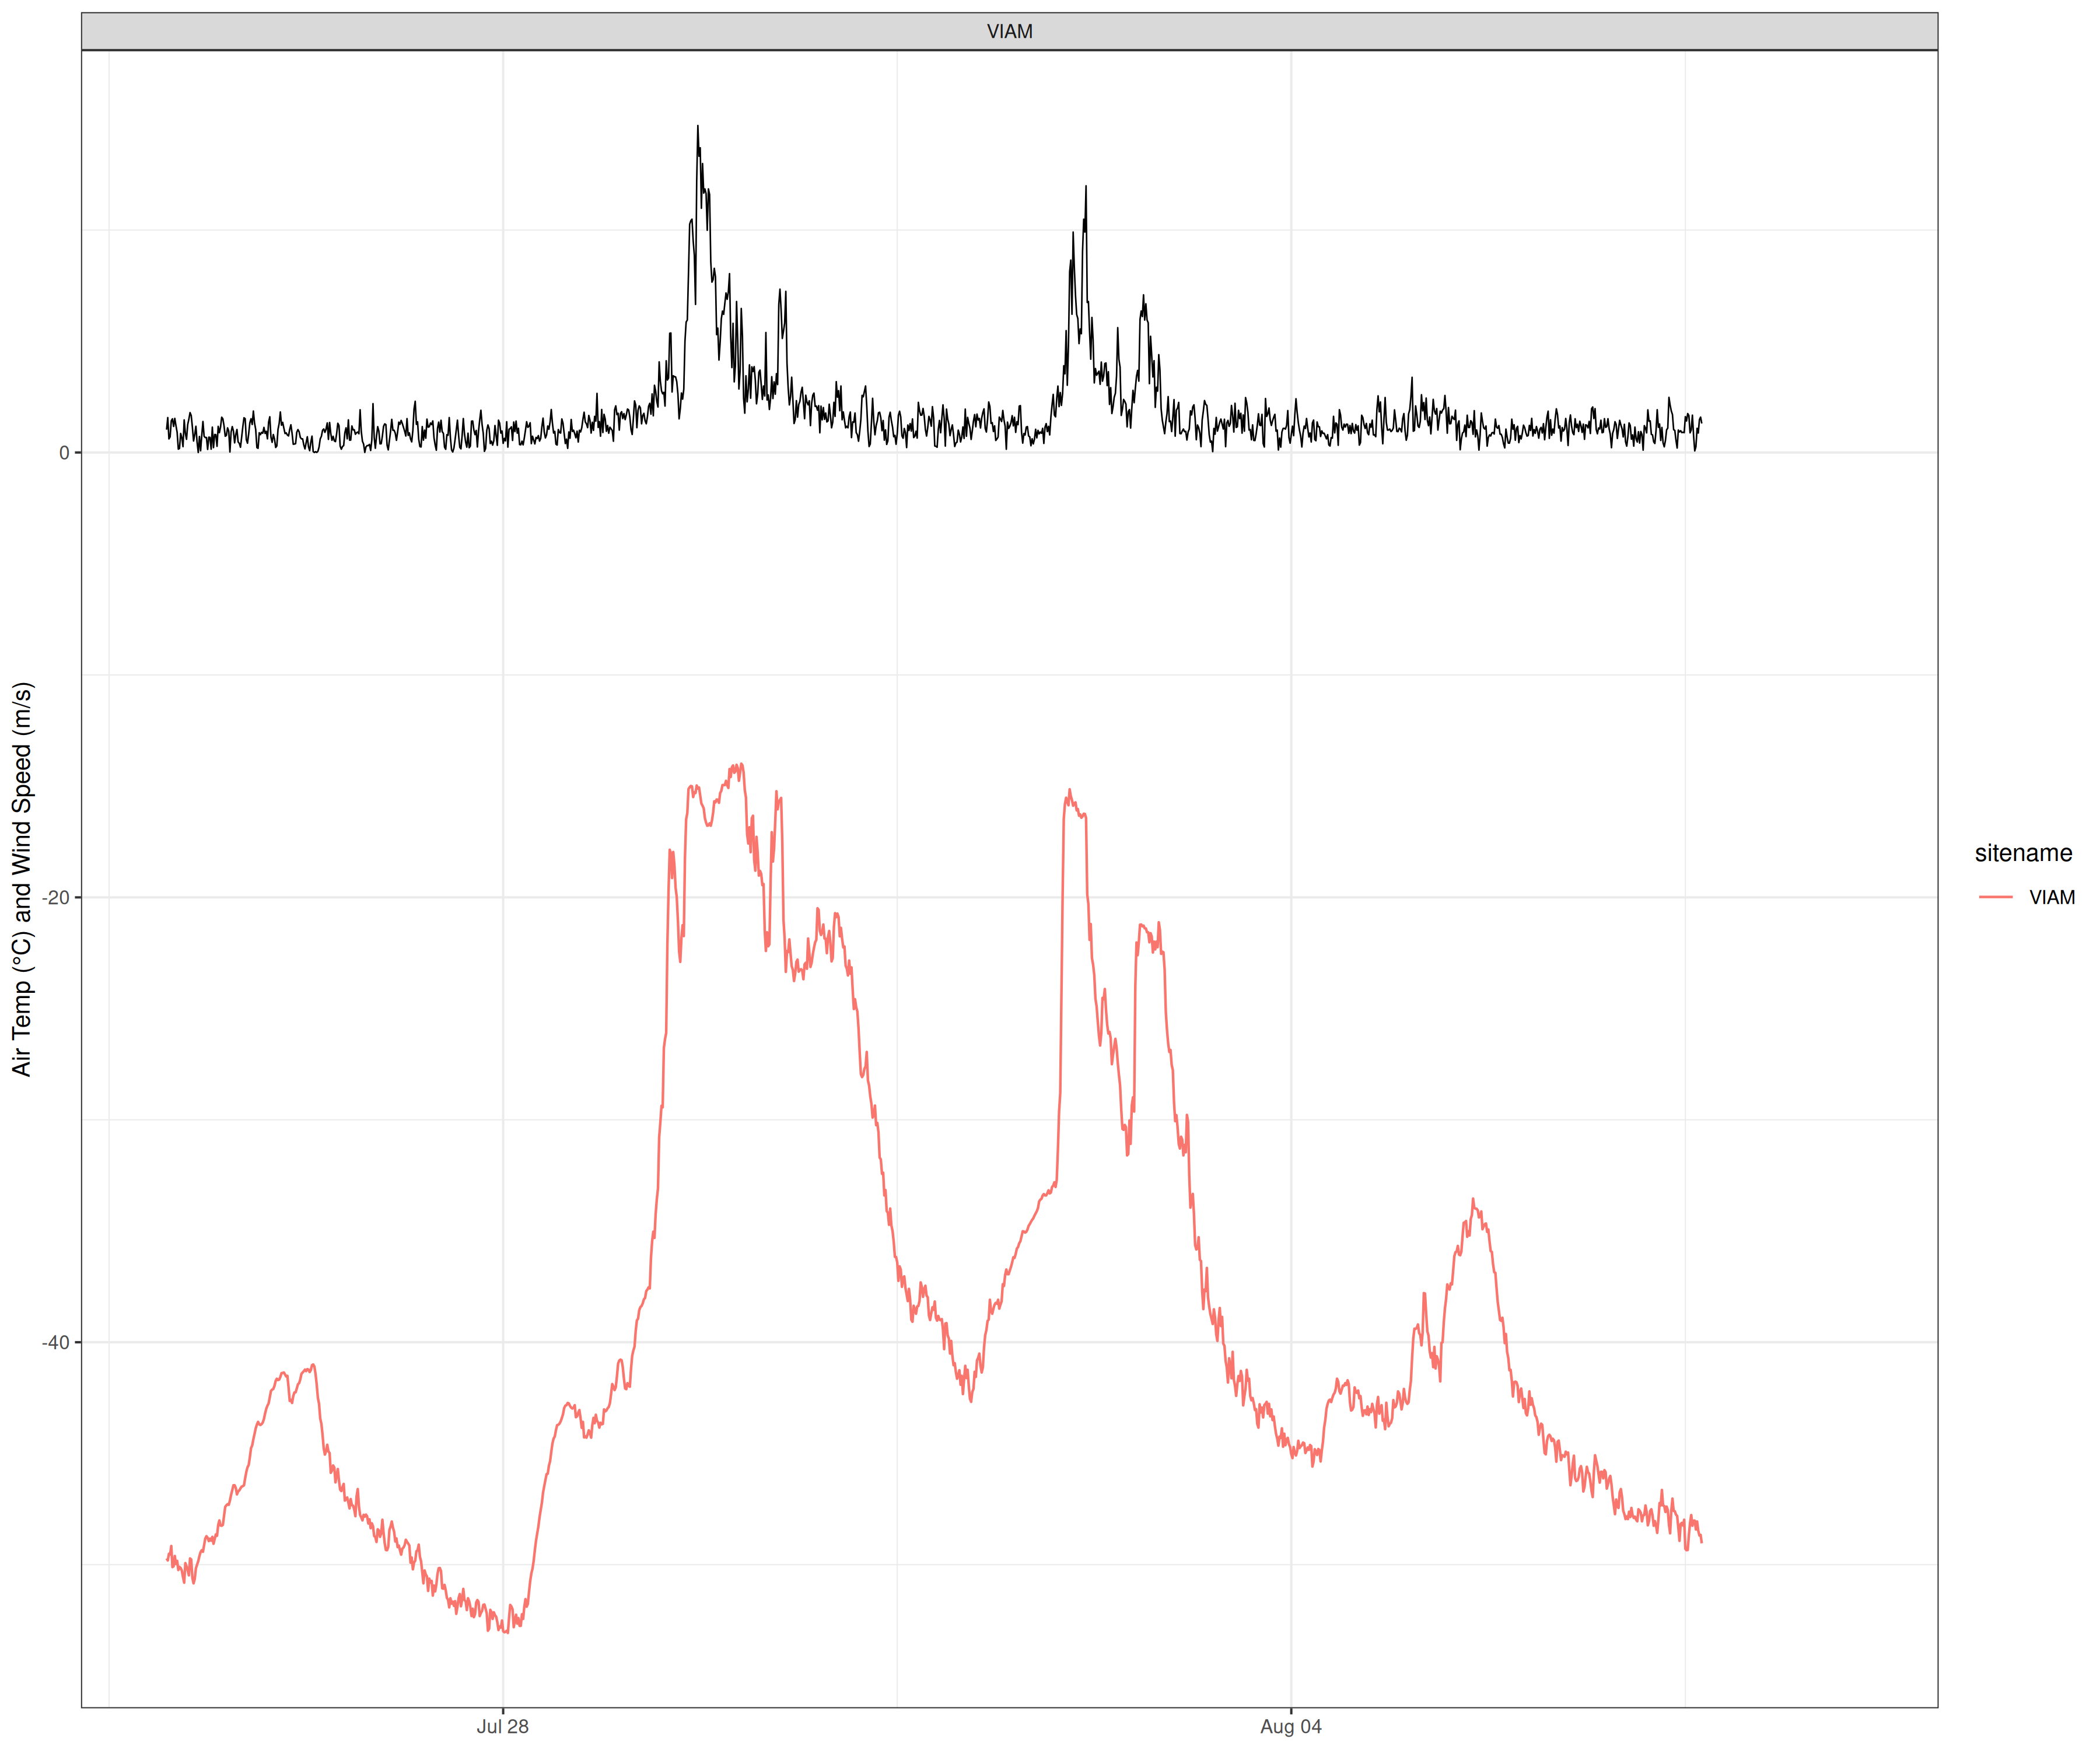 VIAM
Air Temp (°C) and Wind Speed (m/s)
0
-20
-40
Jul 28
Aug 04
sitename
VIAM